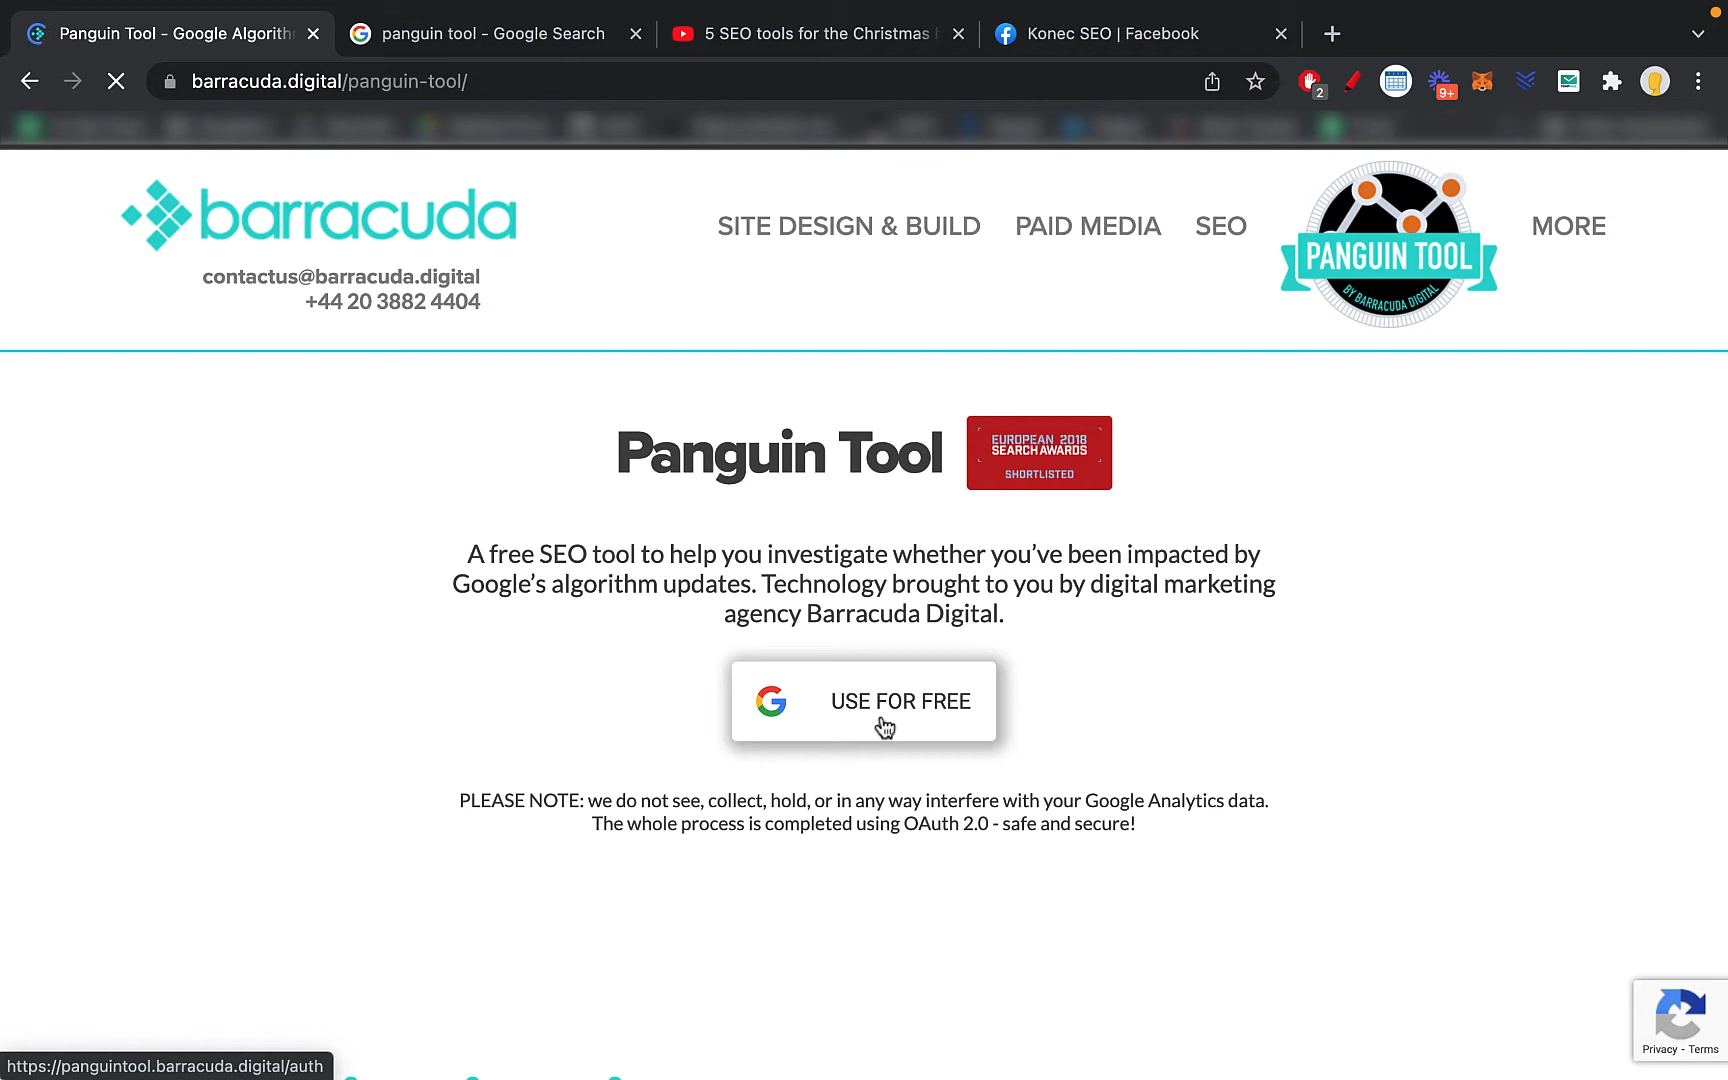 Panguin Tool - Google Algorith
panguin tool - Google Search
5 SEO tools for the Christmas
Konec SEO | Facebook
barracuda.digital/panguin-tool/
2
9+
barracuda
contactus@barracuda.digital
+44 20 3882 4404
SITE DESIGN & BUILD
PAID MEDIA
SEO
PANGUIN TOOL
BY BARRACUDA DIGITAL
MORE
Panguin Tool
EUROPEAN 2018
SEARCH AWARDS
SHORTLISTED
A free SEO tool to help you investigate whether you've been impacted by
Google's algorithm updates. Technology brought to you by digital marketing
agency Barracuda Digital.
USE FOR FREE
PLEASE NOTE: we do not see, collect, hold, or in any way interfere with your Google Analytics data.
The whole process is completed using OAuth 2.0 - safe and secure!
Privacy - Terms
https://panguintool.barracuda.digital/auth